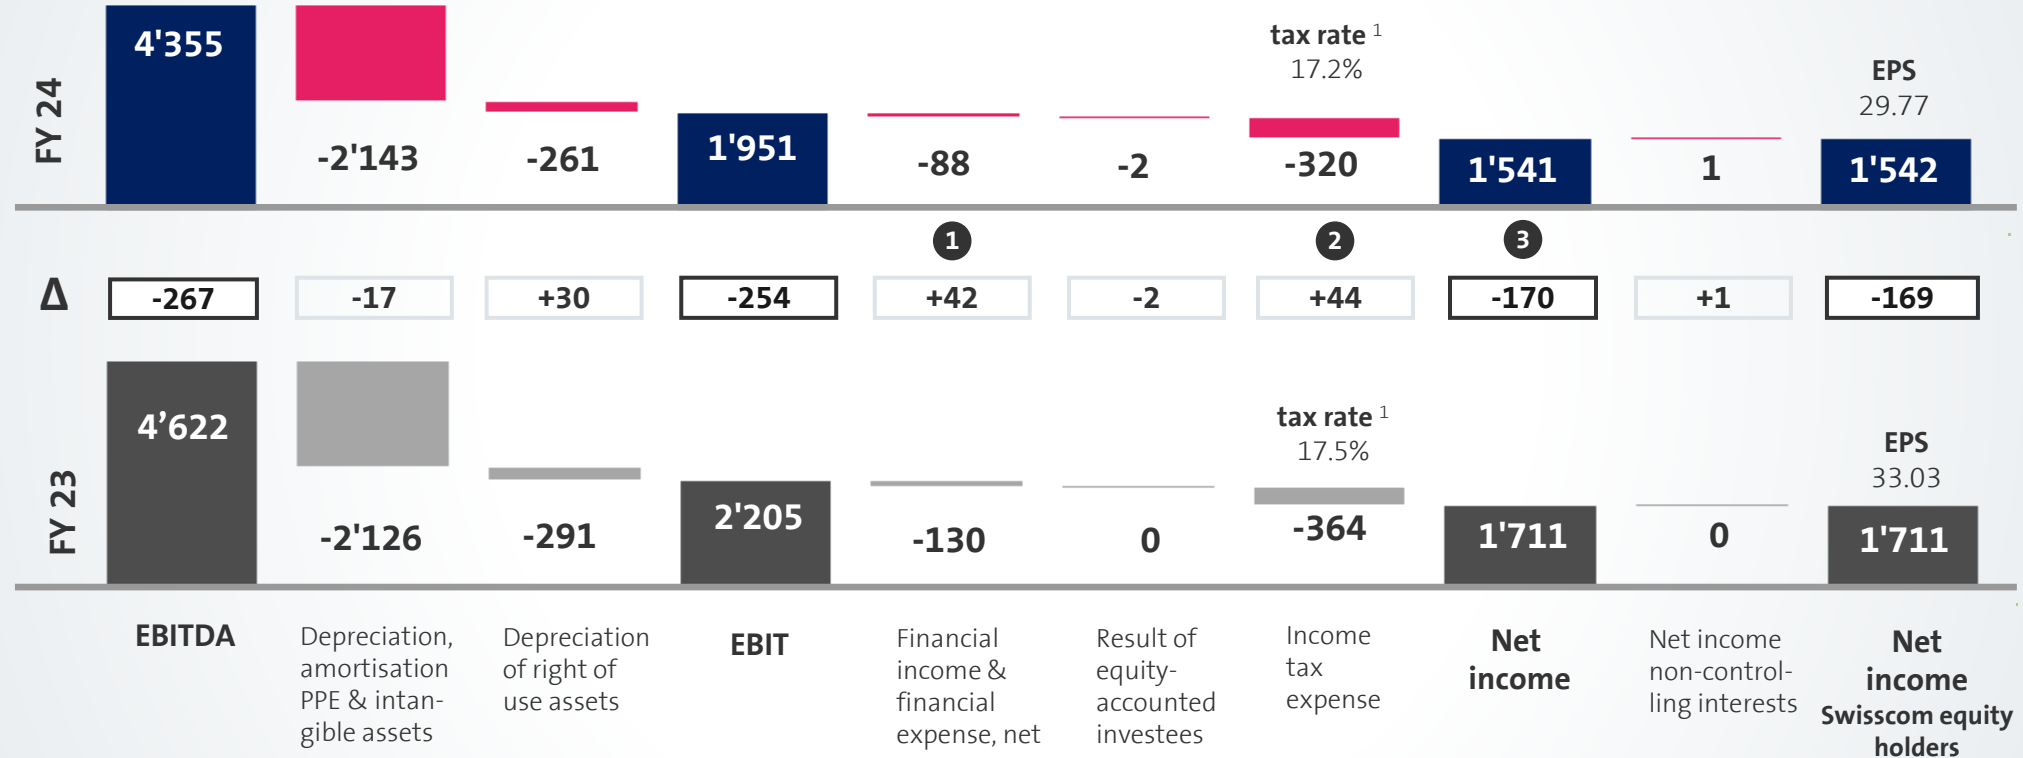 FY 24
4'355
-2'143
-261
1'951
-88
-2
tax rate 1
17.2%
-320
1'541
1
EPS
29.77
1'542
1
2
3
Δ
-267
-17
+30
-254
+42
-2
+44
-170
+1
-169
FY 23
4’622
-2'126
-291
2'205
-130
0
tax rate 1
17.5%
-364
1'711
0
EPS
33.03
1'711
EBITDA
Depreciation,
amortisation
PPE & intan-
gible assets
Depreciation
of right of
use assets
EBIT
Financial
income &
financial
expense, net
Result of
equity-
accounted
investees
Income
tax
expense
Net
income
Net income
non-control-
ling interests
Net
income
Swisscom equity
holders